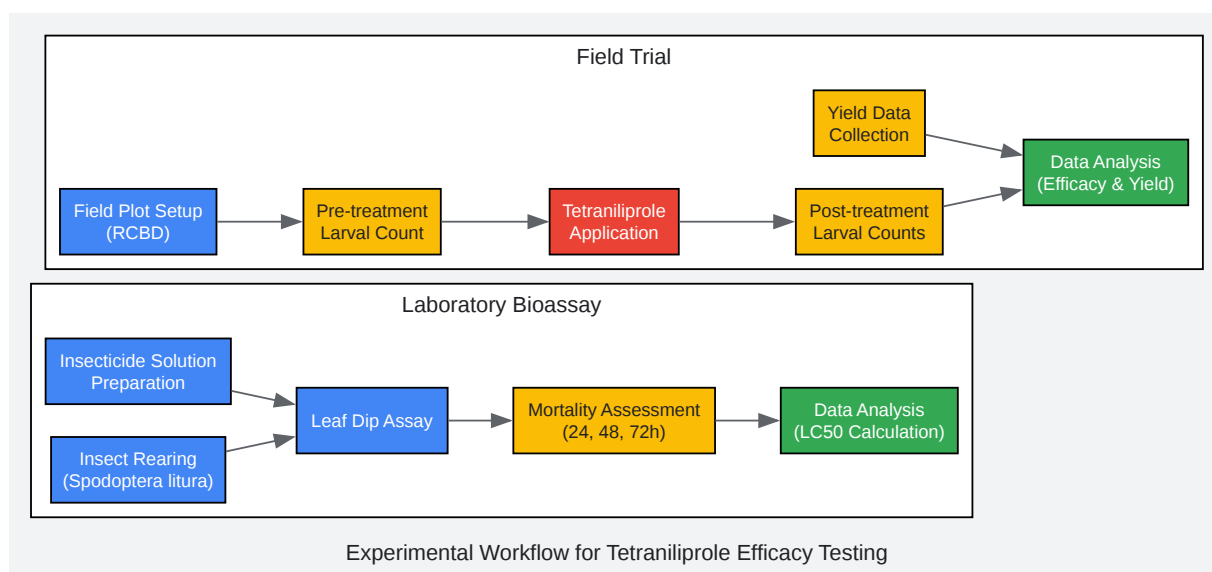 Field Trial
Yield Data
Collection
Data Analysis
(Efficacy & Yield)
Field Plot Setup
(RCBD)
Pre-treatment
Larval Count
Tetraniliprole
Application
Post-treatment
Larval Counts
Laboratory Bioassay
Insecticide Solution
Preparation
Leaf Dip Assay
Mortality Assessment
(24, 48, 72h)
Data Analysis
(LC50 Calculation)
Insect Rearing
(Spodoptera litura)
Experimental Workflow for Tetraniliprole Efficacy Testing